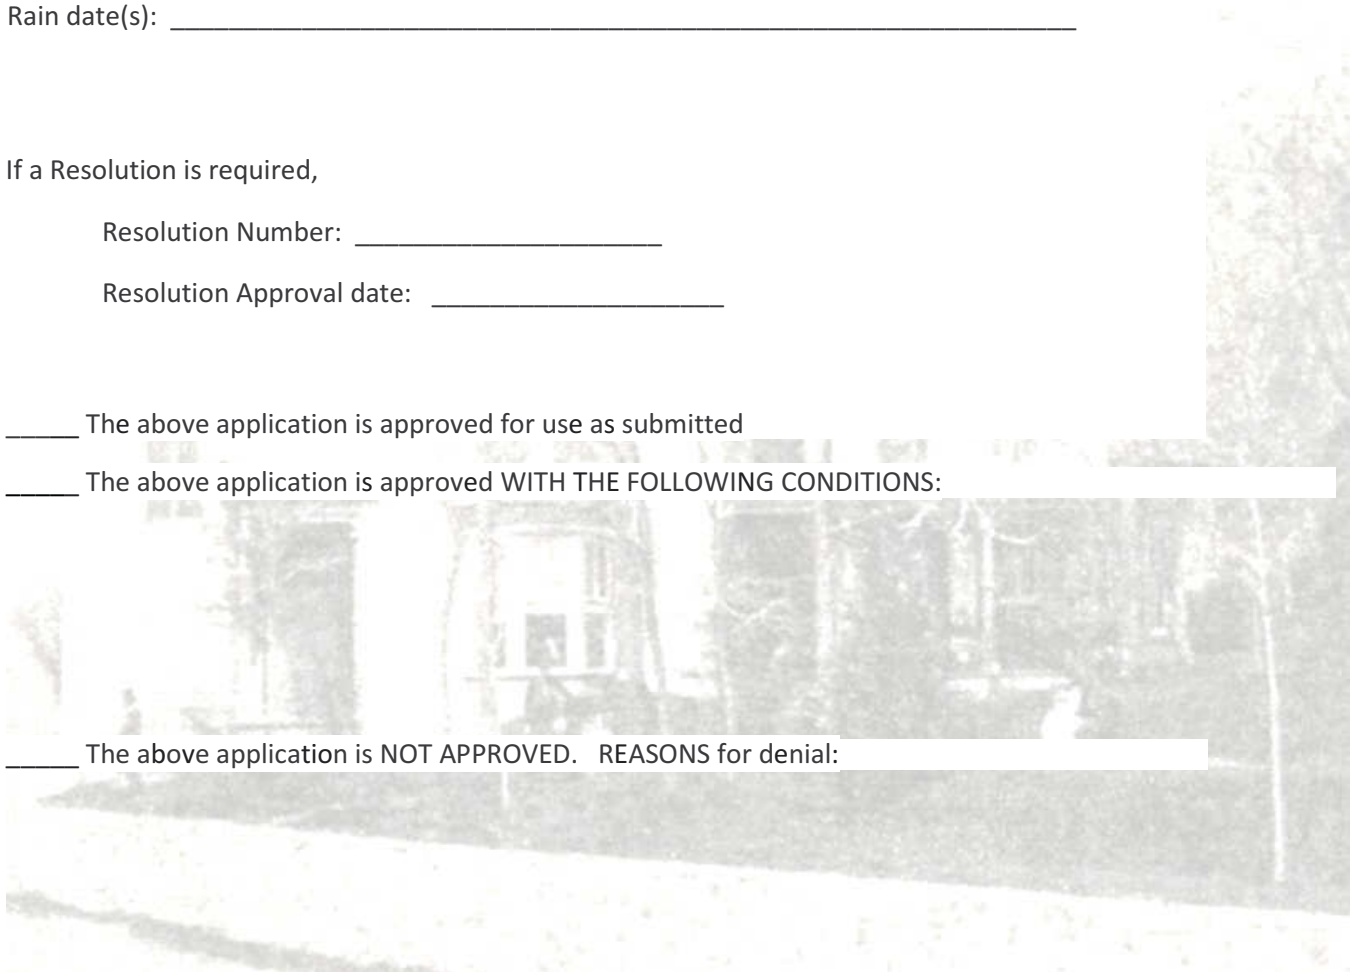 Rain date(s): ______________________________________________________________
If a Resolution is required,
Resolution Number: _____________________
Resolution Approval date: ____________________
_____ The above application is approved for use as submitted
_____ The above application is approved WITH THE FOLLOWING CONDITIONS:
_____ The above application is NOT APPROVED. REASONS for denial: